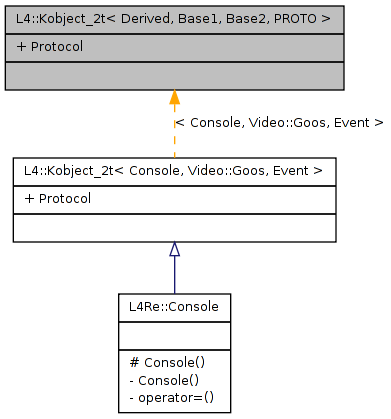 L4::Kobject_2t< Derived, Base1, Base2, PROTO >
+ Protocol
< Console, Video::Goos, Event >
L4::Kobject_2t< Console, Video::Goos, Event >
+ Protocol
L4Re::Console
# Console()
- Console()
- operator=()